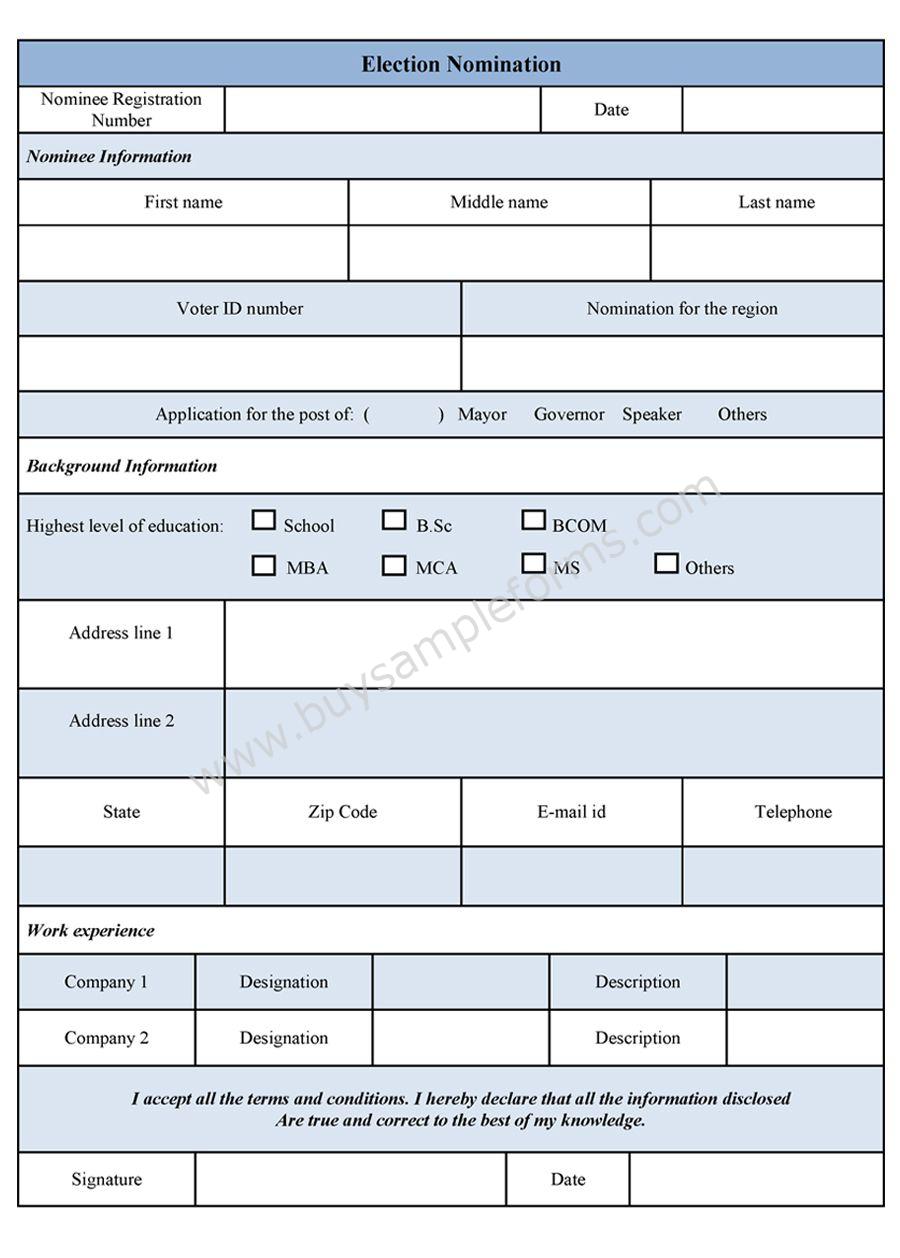 Election Nomination
Nominee Registration
Number
Date
Nominee Information
First name Middle name Last name
Voter ID number Nomination for the region
Application for the post of: ( ) Mayor Governor Speaker Others
Background Information
Highest level of education: School B.Sc BCOM
MBA MCA MS Others
Address line 1
Address line 2
www.buysampleforms.com
State Zip Code E-mail id Telephone
Work experience
Company 1 Designation Description
Company 2 Designation Description
I accept all the terms and conditions. I hereby declare that all the information disclosed
Are true and correct to the best of my knowledge.
Signature Date